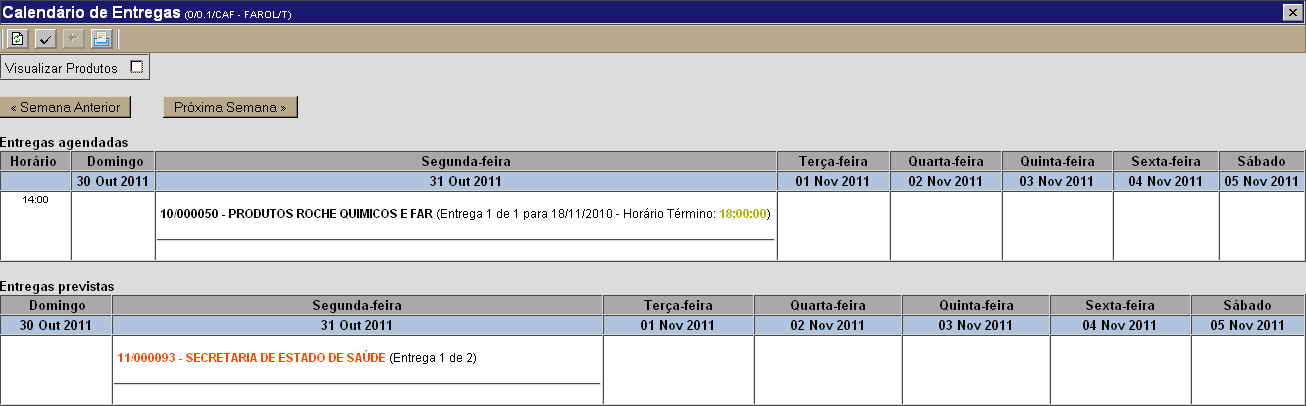 Calendário de Entregas (0/0.1/CAF - FAROL/T)
Visualizar Produtos
« Semana Anterior Próxima Semana »
Entregas agendadas
Horário Domingo Segunda-feira Terça-feira Quarta-feira Quinta-feira Sexta-feira Sábado
30 Out 2011 31 Out 2011 01 Nov 2011 02 Nov 2011 03 Nov 2011 04 Nov 2011 05 Nov 2011
14:00
10/000050 - PRODUTOS ROCHE QUIMICOS E FAR (Entrega 1 de 1 para 18/11/2010 - Horário Término: 18:00:00)
Entregas previstas
Domingo Segunda-feira Terça-feira Quarta-feira Quinta-feira Sexta-feira Sábado
30 Out 2011 31 Out 2011 01 Nov 2011 02 Nov 2011 03 Nov 2011 04 Nov 2011 05 Nov 2011
11/000093 - SECRETARIA DE ESTADO DE SAÚDE (Entrega 1 de 2)